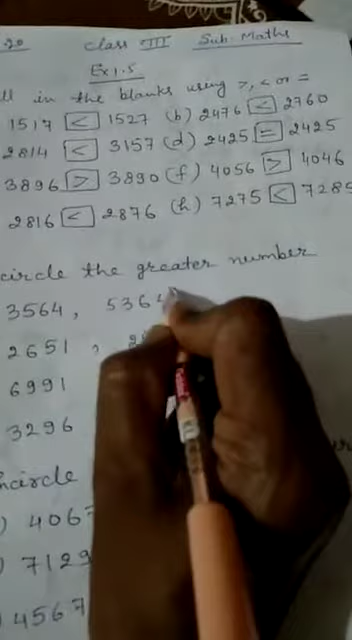 20 Class III Sub. Maths
Ex 1.5
in the blanks using >, < or =
1517 < 1527 (b) 2476 < 2760
2814 < 3157 (d) 2425 = 2425
3896 > 3890 (f) 4056 > 4046
2816 < 2876 (h) 7275 < 7285
circle the greater number
3564, 5364
2651,
6991
3296
ncircle
) 4067
) 7129
4567